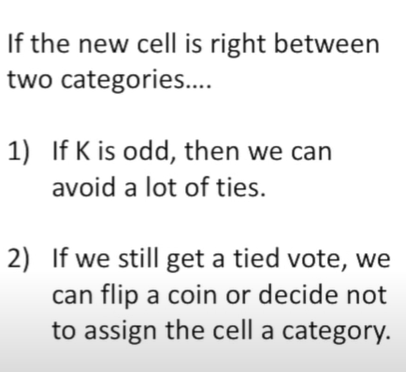 If the new cell is right between
two categories....
1) If K is odd, then we can
avoid a lot of ties.
2) If we still get a tied vote, we
can flip a coin or decide not
to assign the cell a category.